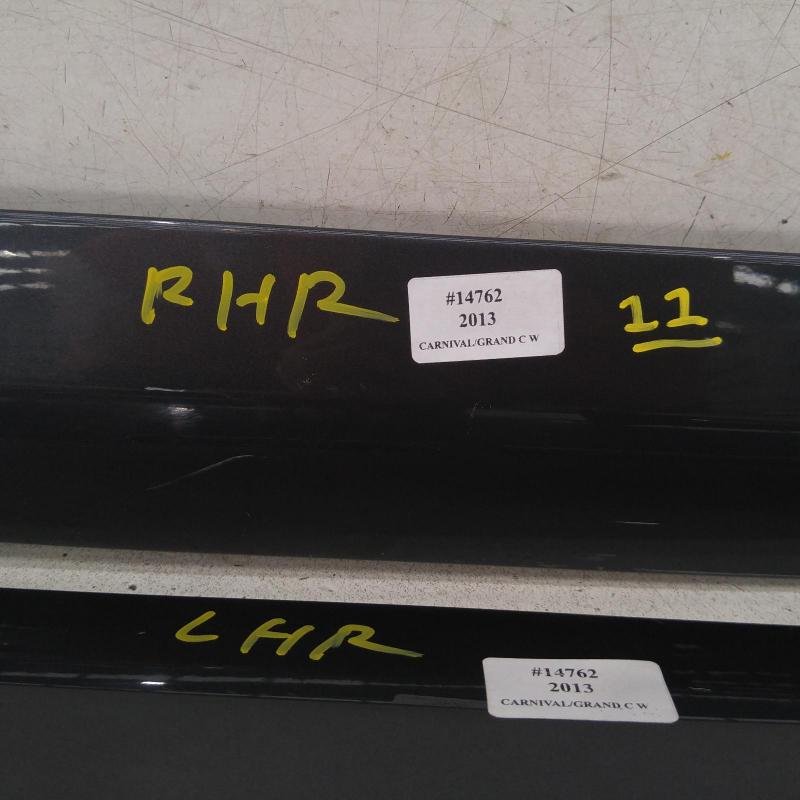 RHR
#14762
2013
CARNIVAL/GRAND C W
11
LHR
#14762
2013
CARNIVAL/GRAND C W